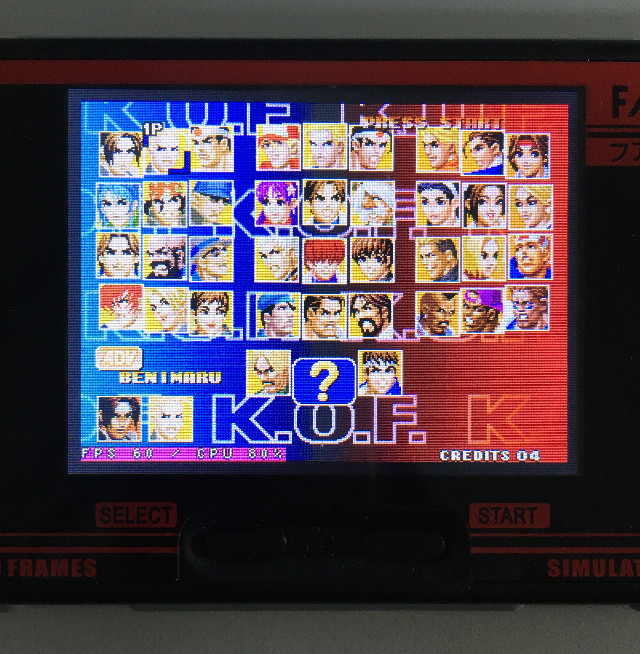 K.O.F K.O.F
1P PRESS START
F
K.O.F.
K.O.F.
ADV
BENIMARU
?
K.O.F. K
FPS 60 / CPU 80%
CREDITS 04
SELECT START
FRAMES SIMULAT